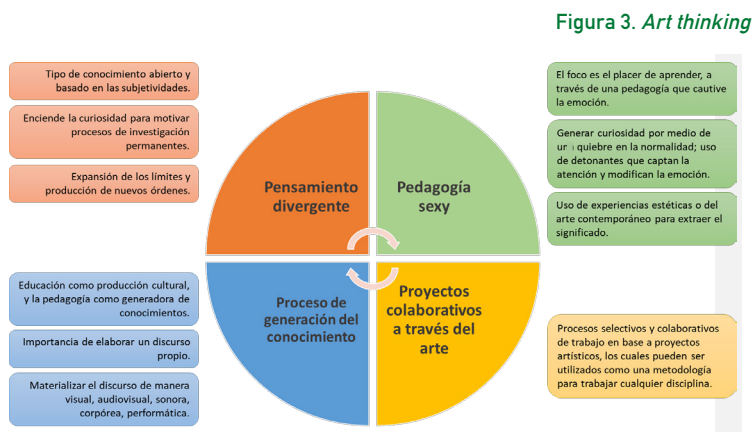 Figura 3. Art thinking
Tipo de conocimiento abierto y
basado en las subjetividades.
Enciende la curiosidad para motivar
procesos de investigación
permanentes.
Expansión de los límites y
producción de nuevos órdenes.
Pensamiento
divergente
Pedagogía
sexy
El foco es el placer de aprender, a
través de una pedagogía que cautive
la emoción.
Generar curiosidad por medio de
un quiebre en la normalidad; uso
de detonantes que captan la
atención y modifican la emoción.
Uso de experiencias estéticas o del
arte contemporáneo para extraer el
significado.
Educación como producción cultural,
y la pedagogía como generadora de
conocimientos.
Importancia de elaborar un discurso
propio.
Materializar el discurso de manera
visual, audiovisual, sonora,
corpórea, performática.
Proceso de
generación del
conocimiento
Proyectos
colaborativos
a través del
arte
Procesos selectivos y colaborativos
de trabajo en base a proyectos
artísticos, los cuales pueden ser
utilizados como una metodología
para trabajar cualquier disciplina.